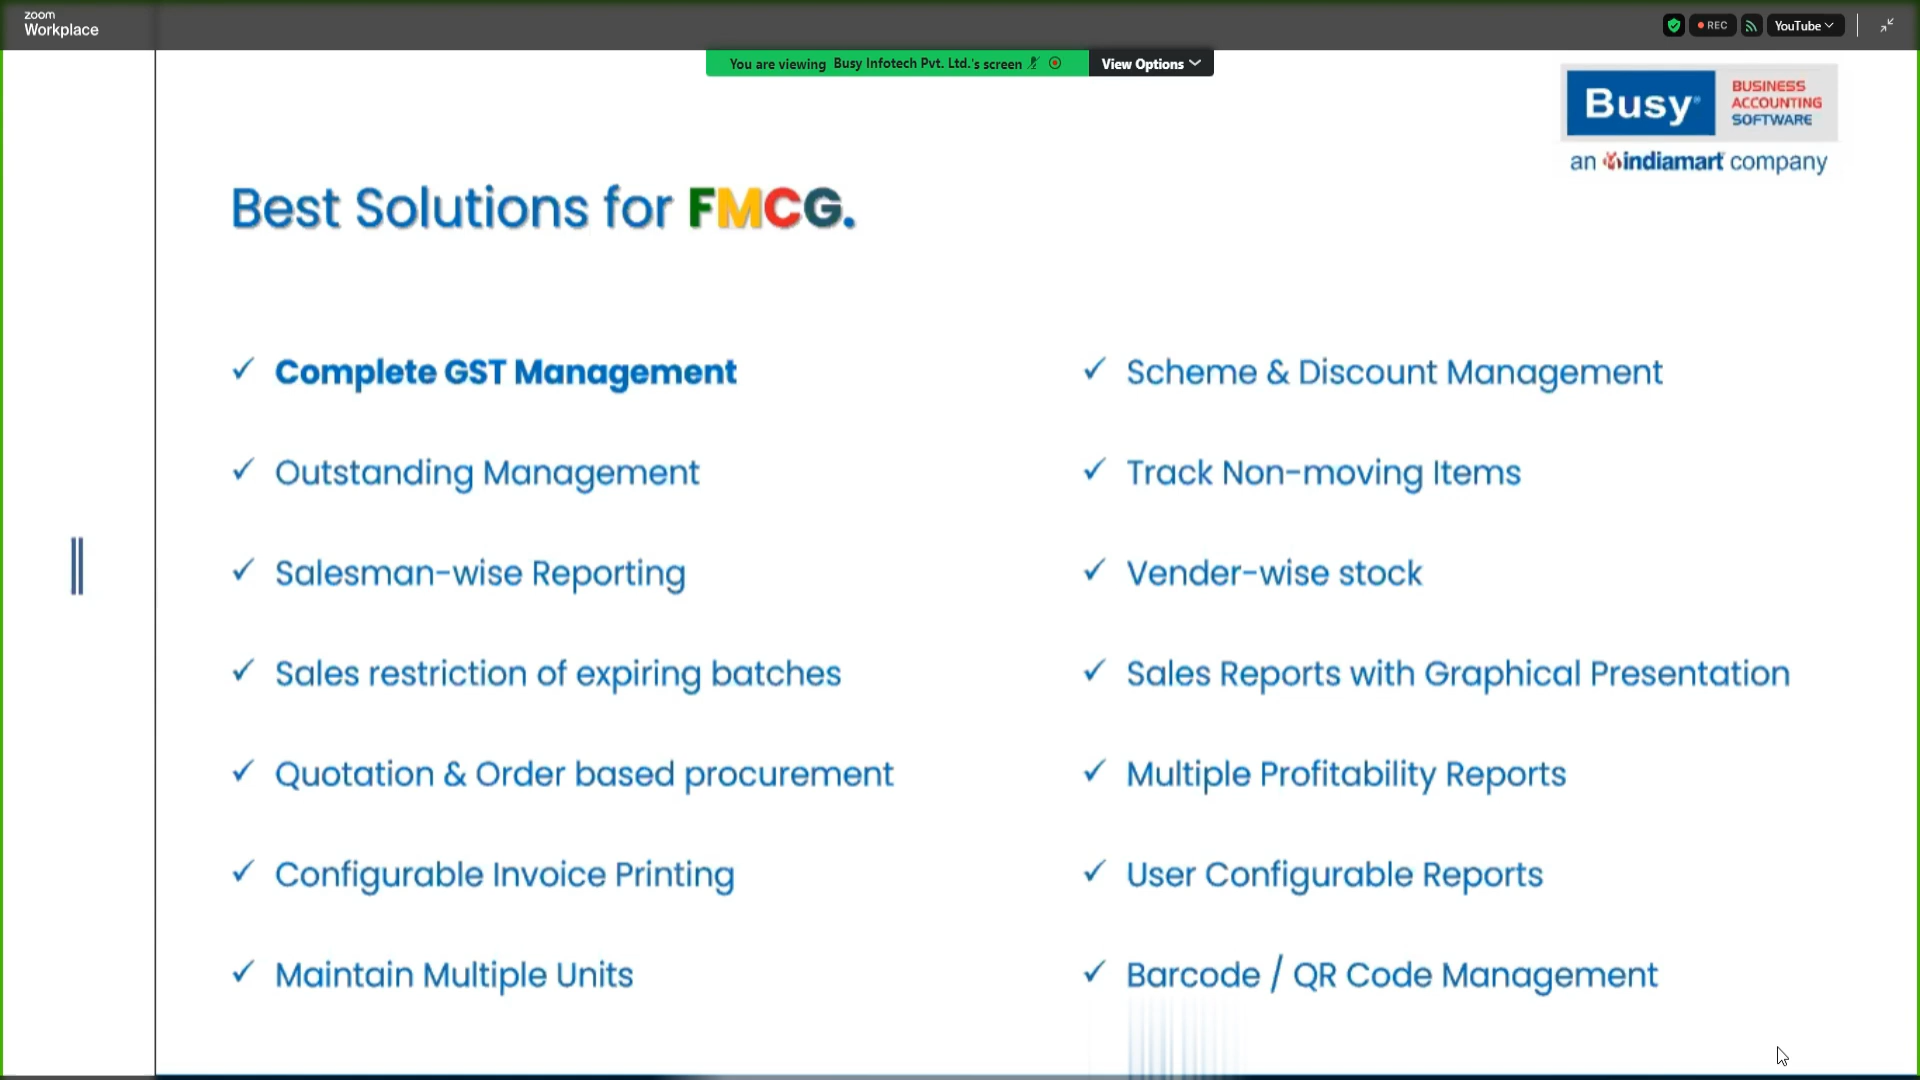 zoom
Workplace
REC
YouTube
You are viewing Busy Infotech Pvt. Ltd.'s screen
View Options
Busy®
BUSINESS
ACCOUNTING
SOFTWARE
an indiamart company
Best Solutions for FMCG.
✓ Complete GST Management
✓ Outstanding Management
✓ Salesman-wise Reporting
✓ Sales restriction of expiring batches
✓ Quotation & Order based procurement
✓ Configurable Invoice Printing
✓ Maintain Multiple Units
✓ Scheme & Discount Management
✓ Track Non-moving Items
✓ Vender-wise stock
✓ Sales Reports with Graphical Presentation
✓ Multiple Profitability Reports
✓ User Configurable Reports
✓ Barcode / QR Code Management